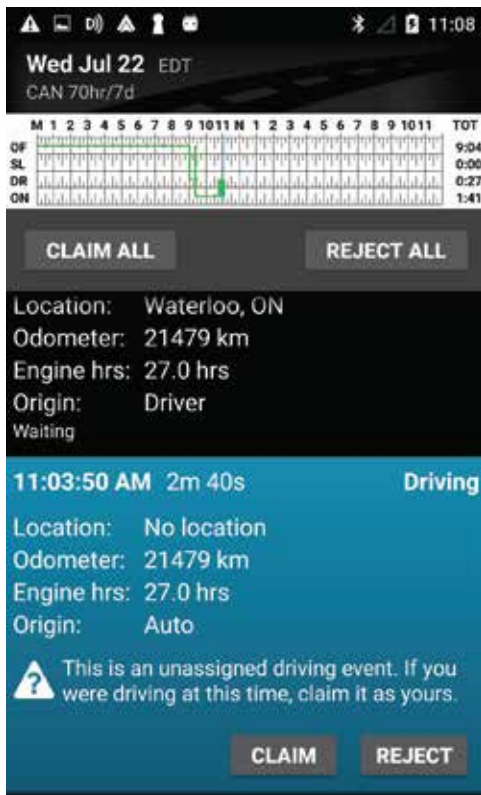 11:08
Wed Jul 22 EDT
CAN 70hr/7d
M 1 2 3 4 5 6 7 8 9 10 11 N 1 2 3 4 5 6 7 8 9 10 11 TOT
OF 9:04
SL 0:00
DR 0:27
ON 1:41
CLAIM ALL REJECT ALL
Location: Waterloo, ON
Odometer: 21479 km
Engine hrs: 27.0 hrs
Origin: Driver
Waiting
11:03:50 AM 2m 40s Driving
Location: No location
Odometer: 21479 km
Engine hrs: 27.0 hrs
Origin: Auto
This is an unassigned driving event. If you
were driving at this time, claim it as yours.
CLAIM REJECT